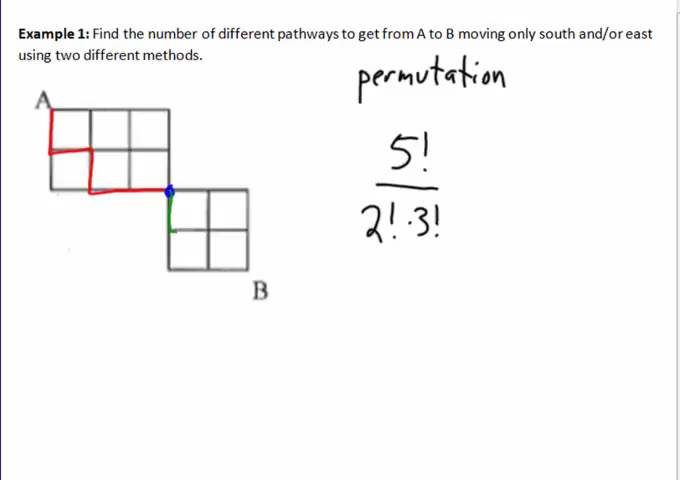 Example 1: Find the number of different pathways to get from A to B moving only south and/or east
using two different methods.
permutation
A
5!
2!·3!
B